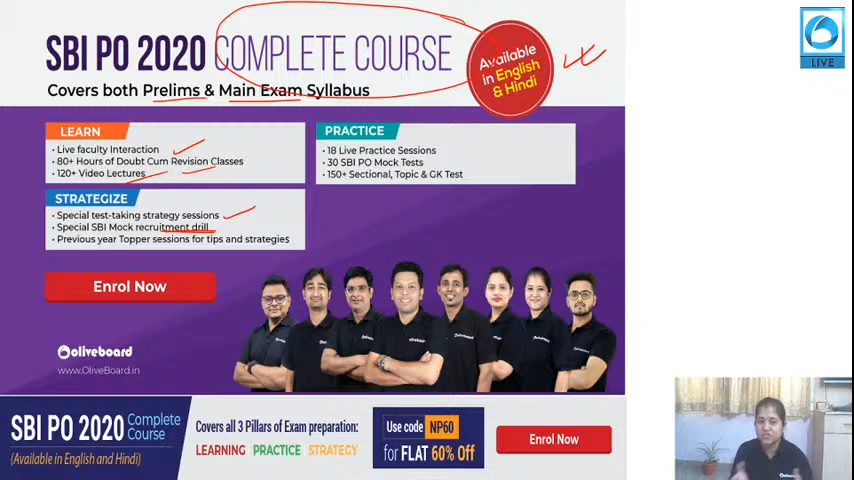 SBI PO 2020 COMPLETE COURSE
Covers both Prelims & Main Exam Syllabus
Available
in English
& Hindi
LIVE
LEARN
• Live faculty Interaction
• 80+ Hours of Doubt Cum Revision Classes
• 120+ Video Lectures
PRACTICE
• 18 Live Practice Sessions
• 30 SBI PO Mock Tests
• 150+ Sectional, Topic & GK Test
STRATEGIZE
• Special test-taking strategy sessions
• Special SBI Mock recruitment drill
• Previous year Topper sessions for tips and strategies
Enrol Now
oliveboard
www.OliveBoard.in
SBI PO 2020 Complete Course
(Available in English and Hindi)
Covers all 3 Pillars of Exam preparation:
LEARNING PRACTICE STRATEGY
Use code NP60
for FLAT 60% Off
Enrol Now